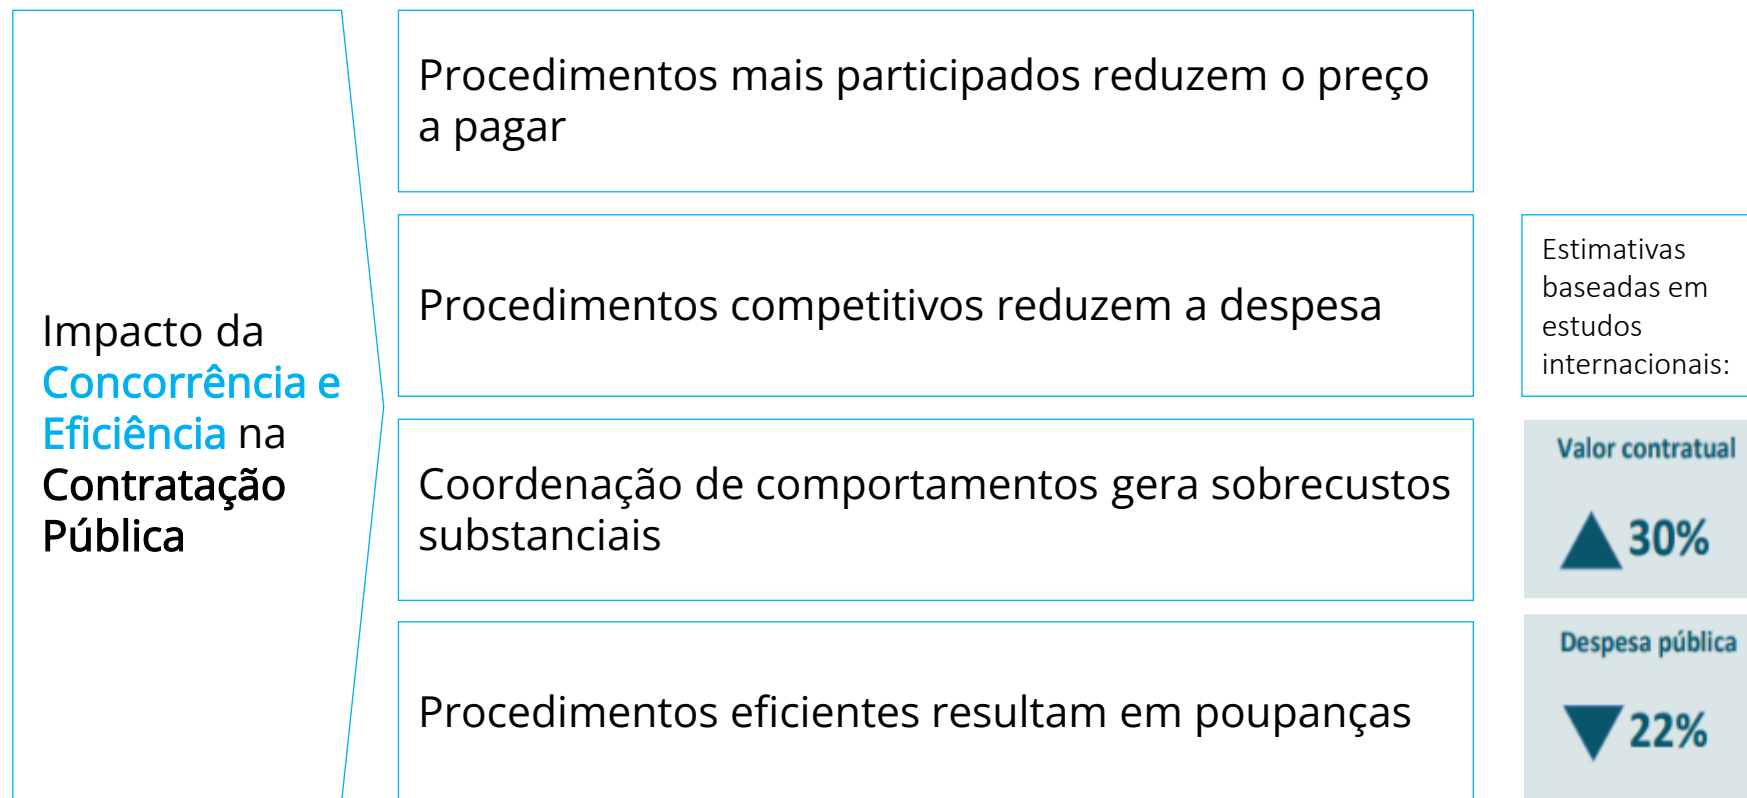 Impacto da
Concorrência e
Eficiência na
Contratação
Pública
Procedimentos mais participados reduzem o preço
a pagar
Procedimentos competitivos reduzem a despesa
Coordenação de comportamentos gera sobrecustos
substanciais
Procedimentos eficientes resultam em poupanças
Estimativas
baseadas em
estudos
internacionais:
Valor contratual
30%
Despesa pública
22%